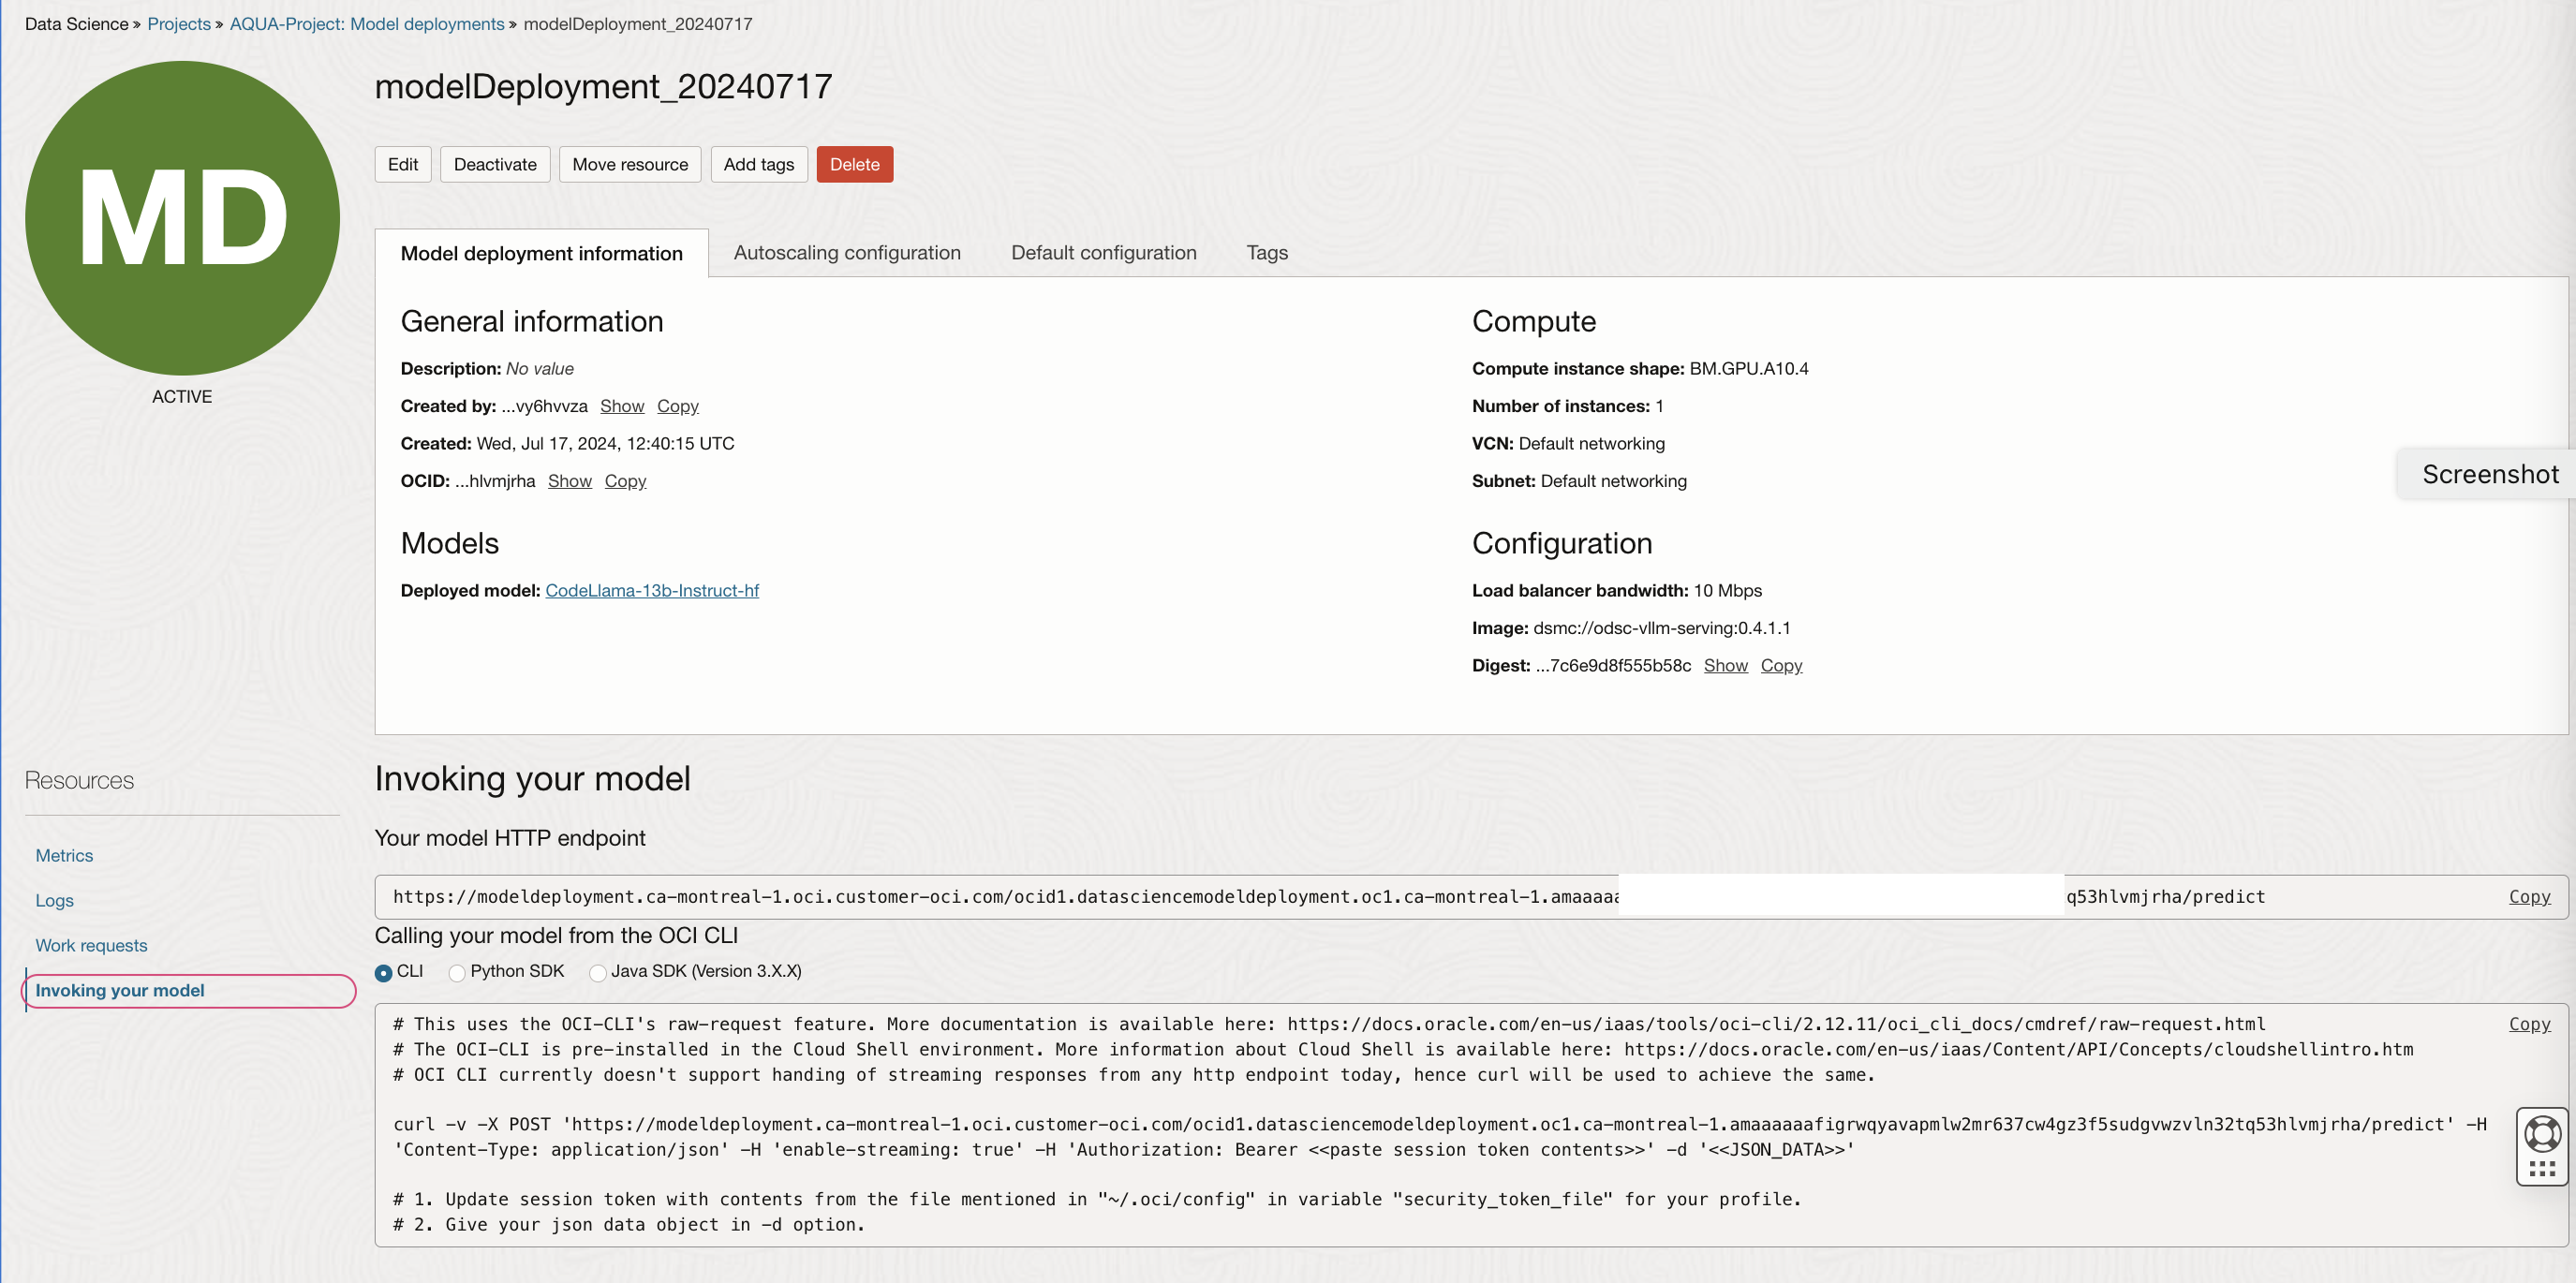 Data Science » Projects » AQUA-Project: Model deployments » modelDeployment_20240717
MD
ACTIVE
modelDeployment_20240717
Edit Deactivate Move resource Add tags Delete
Model deployment information Autoscaling configuration Default configuration Tags
General information
Description: No value
Created by: ...vy6hvvza Show Copy
Created: Wed, Jul 17, 2024, 12:40:15 UTC
OCID: ...hlvmjrha Show Copy
Models
Deployed model: CodeLlama-13b-Instruct-hf
Compute
Compute instance shape: BM.GPU.A10.4
Number of instances: 1
VCN: Default networking
Subnet: Default networking
Configuration
Load balancer bandwidth: 10 Mbps
Image: dsmc://odsc-vllm-serving:0.4.1.1
Digest: ...7c6e9d8f555b58c Show Copy
Screenshot
Resources
Metrics
Logs
Work requests
Invoking your model
Invoking your model
Your model HTTP endpoint
https://modeldeployment.ca-montreal-1.oci.customer-oci.com/ocid1.datasciencemodeldeployment.oc1.ca-montreal-1.amaaaaa q53hlvmjrha/predict Copy
Calling your model from the OCI CLI
CLI Python SDK Java SDK (Version 3.X.X)
# This uses the OCI-CLI's raw-request feature. More documentation is available here: https://docs.oracle.com/en-us/iaas/tools/oci-cli/2.12.11/oci_cli_docs/cmdref/raw-request.html Copy
# The OCI-CLI is pre-installed in the Cloud Shell environment. More information about Cloud Shell is available here: https://docs.oracle.com/en-us/iaas/Content/API/Concepts/cloudshellintro.htm
# OCI CLI currently doesn't support handing of streaming responses from any http endpoint today, hence curl will be used to achieve the same.
curl -v -X POST 'https://modeldeployment.ca-montreal-1.oci.customer-oci.com/ocid1.datasciencemodeldeployment.oc1.ca-montreal-1.amaaaaaafigrwqyavapmlw2mr637cw4gz3f5sudgvwzvln32tq53hlvmjrha/predict' -H
'Content-Type: application/json' -H 'enable-streaming: true' -H 'Authorization: Bearer <<paste session token contents>>' -d '<<JSON_DATA>>'
# 1. Update session token with contents from the file mentioned in "~/.oci/config" in variable "security_token_file" for your profile.
# 2. Give your json data object in -d option.